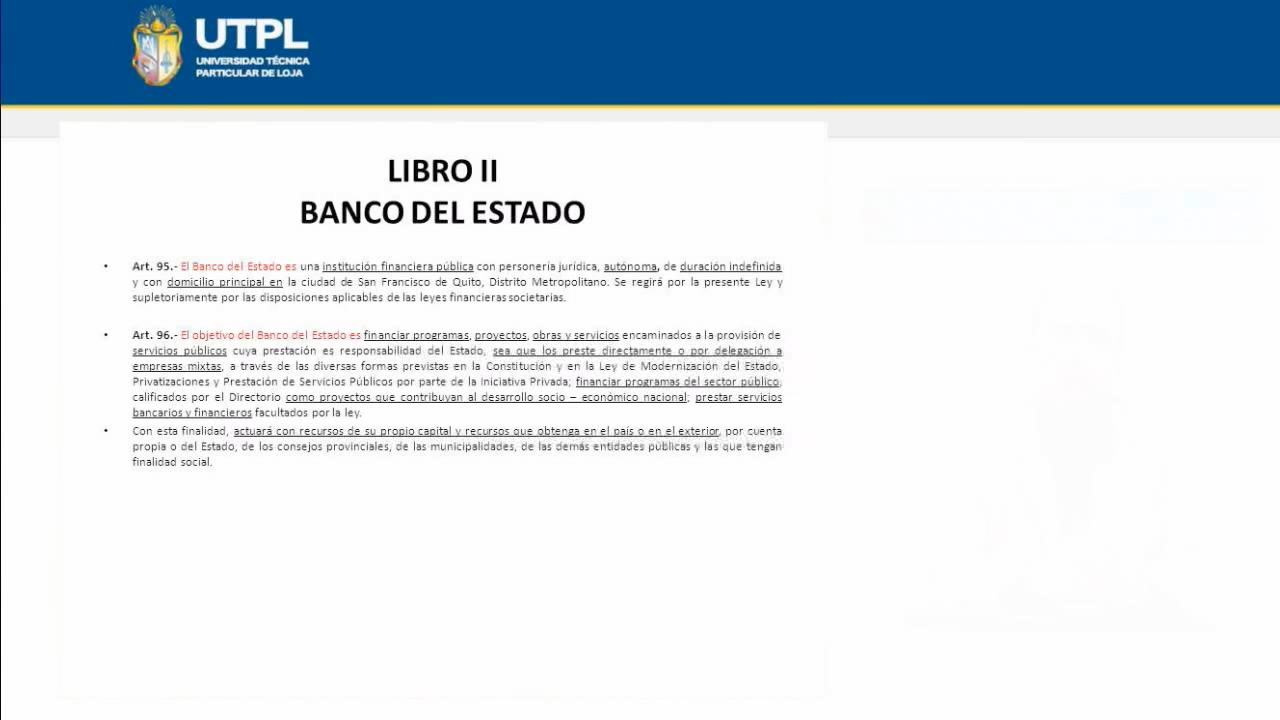 UTPL
UNIVERSIDAD TÉCNICA
PARTICULAR DE LOJA
LIBRO II
BANCO DEL ESTADO
• Art. 95.- El Banco del Estado es una institución financiera pública con personería jurídica, autónoma, de duración indefinida
y con domicilio principal en la ciudad de San Francisco de Quito, Distrito Metropolitano. Se regirá por la presente Ley y
supletoriamente por las disposiciones aplicables de las leyes financieras societarias.
• Art. 96.- El objetivo del Banco del Estado es financiar programas, proyectos, obras y servicios encaminados a la provisión de
servicios públicos cuya prestación es responsabilidad del Estado, sea que los preste directamente o por delegación a
empresas mixtas, a través de las diversas formas previstas en la Constitución y en la Ley de Modernización del Estado,
Privatizaciones y Prestación de Servicios Públicos por parte de la Iniciativa Privada; financiar programas del sector público,
calificados por el Directorio como proyectos que contribuyan al desarrollo socio – económico nacional; prestar servicios
bancarios y financieros facultados por la ley.
• Con esta finalidad, actuará con recursos de su propio capital y recursos que obtenga en el país o en el exterior, por cuenta
propia o del Estado, de los consejos provinciales, de las municipalidades, de las demás entidades públicas y las que tengan
finalidad social.